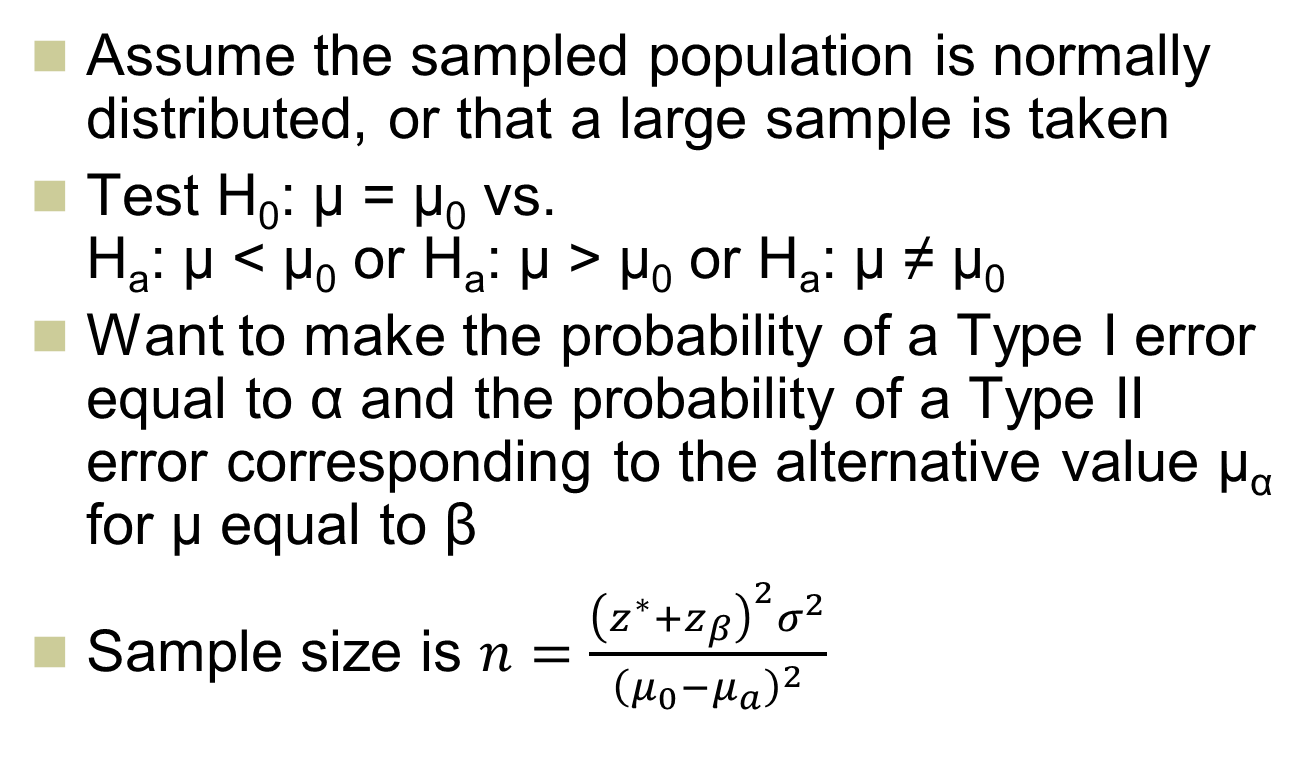 Assume the sampled population is normally
distributed, or that a large sample is taken
Test H₀: μ = μ₀ vs.
Hₐ: μ < μ₀ or Hₐ: μ > μ₀ or Hₐ: μ ≠ μ₀
Want to make the probability of a Type I error
equal to α and the probability of a Type II
error corresponding to the alternative value μ_α
for μ equal to β
Sample size is n = (z*+z_β)²σ² / (μ₀−μₐ)²